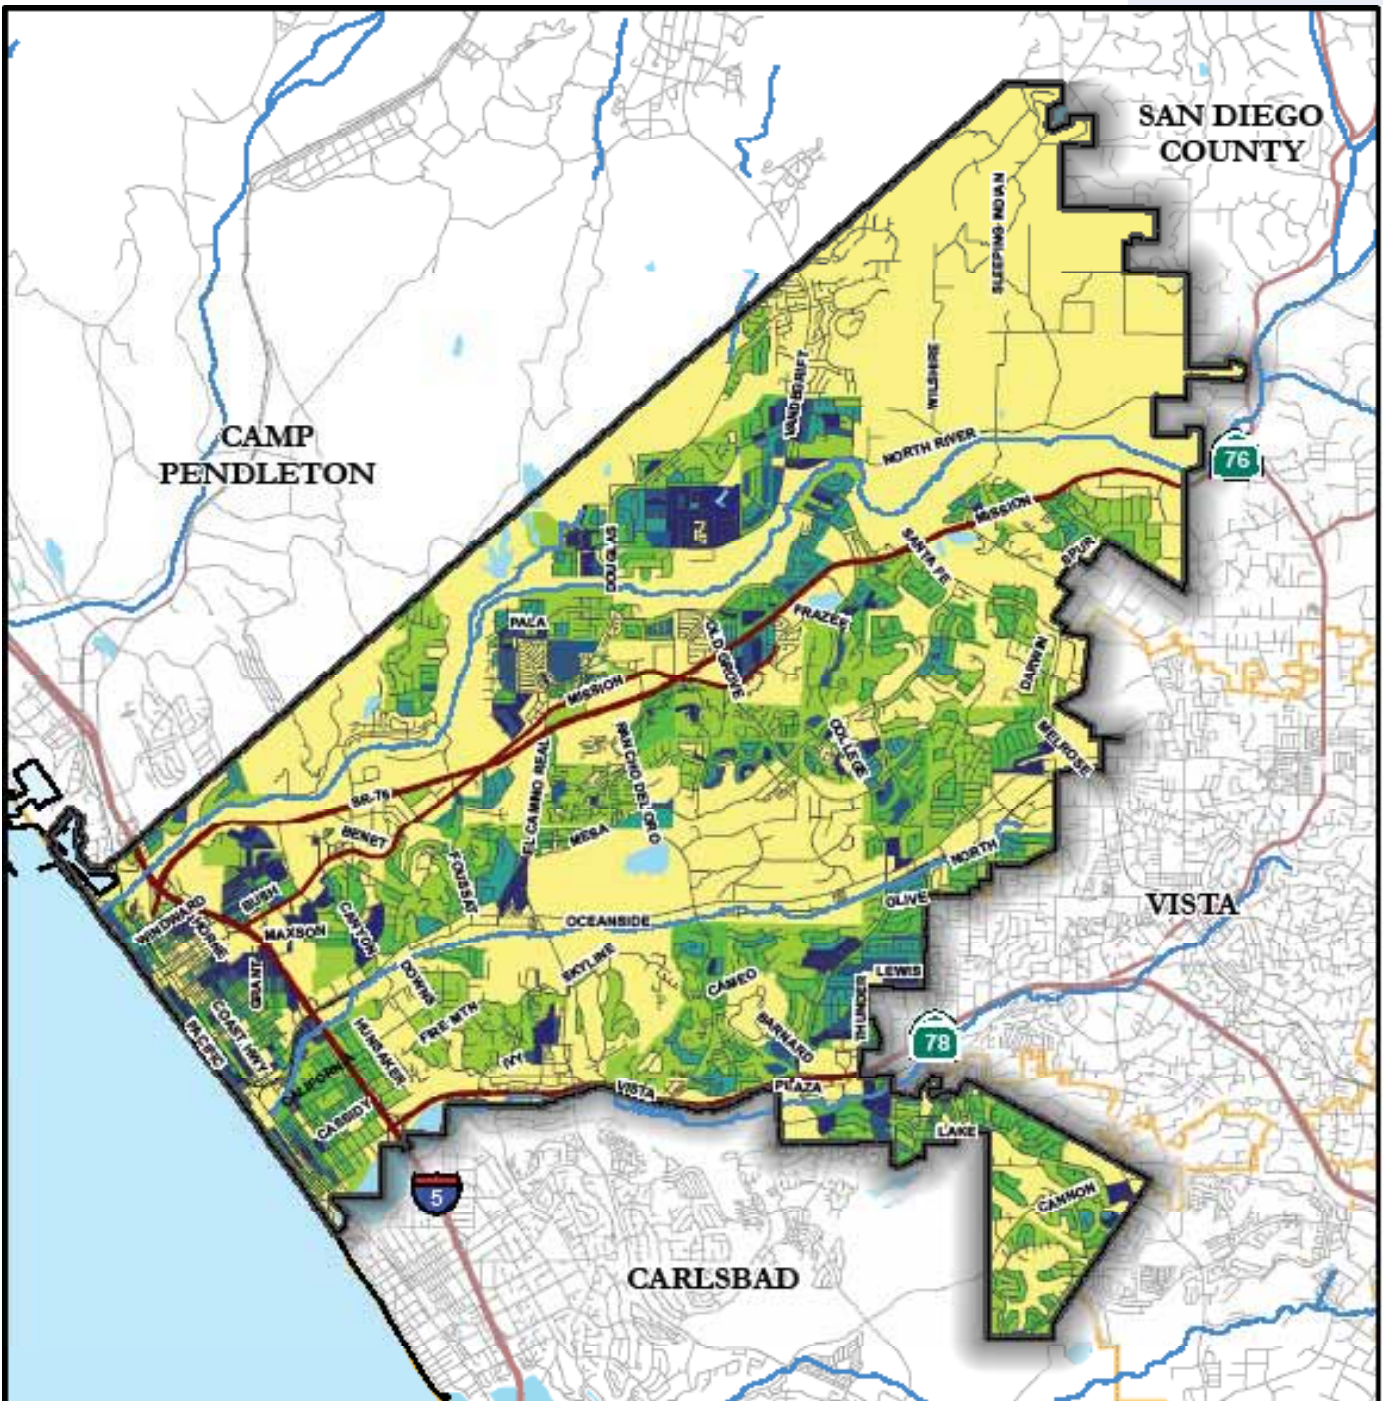 SAN DIEGO
COUNTY
SLEEPING INDIAN
WILSHIRE
VANDEGRIFT
CAMP
PENDLETON
NORTH RIVER
76
MISSION
SANTA FE
SPUR
DOUGLAS
PALA
FRAZEE
OLD GROVE
DARWIN
MISSION
COLLEGE
MELROSE
RANCHO DEL ORO
EL CAMINO REAL
SR-76
BENET
MESA
FOUSSAT
NORTH
OLIVE
BUSH
WINDWARD
HORNE
MAXSON
CANYON
OCEANSIDE
VISTA
GRANT
DOWNS
SKYLINE
CAMEO
LEWIS
THUNDER
COAST HWY
PACIFIC
FIRE MTN
HUNSAKER
IVY
BARNARD
78
CALIFORN
VISTA
PLAZA
CASSIDY
LAKE
5
CANNON
CARLSBAD